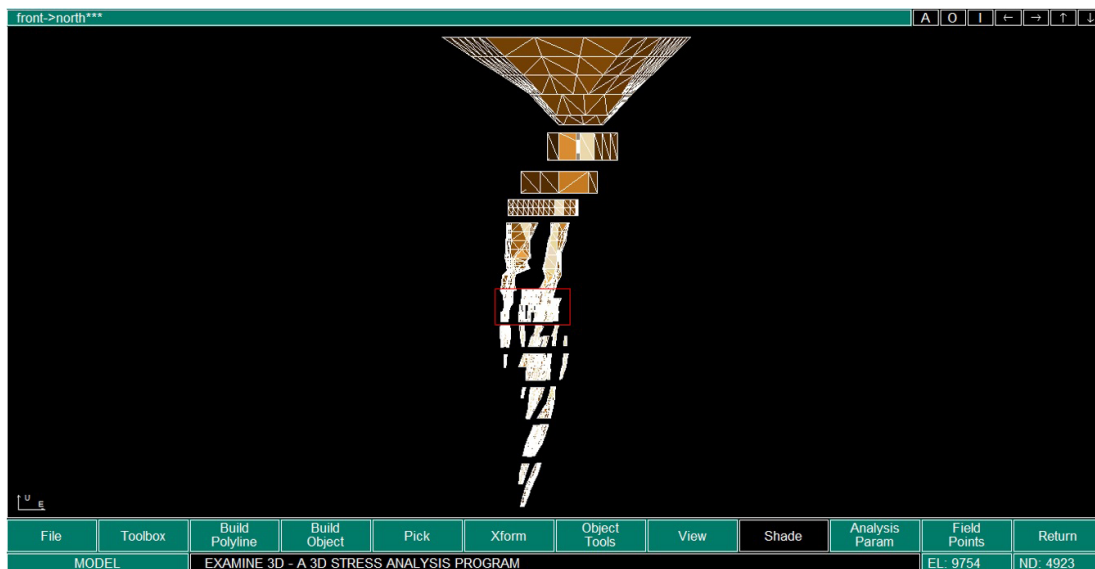 front->north***
A O I ← → ↑ ↓
U
E
File Toolbox Build Polyline Build Object Pick Xform Object Tools View Shade Analysis Param Field Points Return
MODEL EXAMINE 3D - A 3D STRESS ANALYSIS PROGRAM EL: 9754 ND: 4923